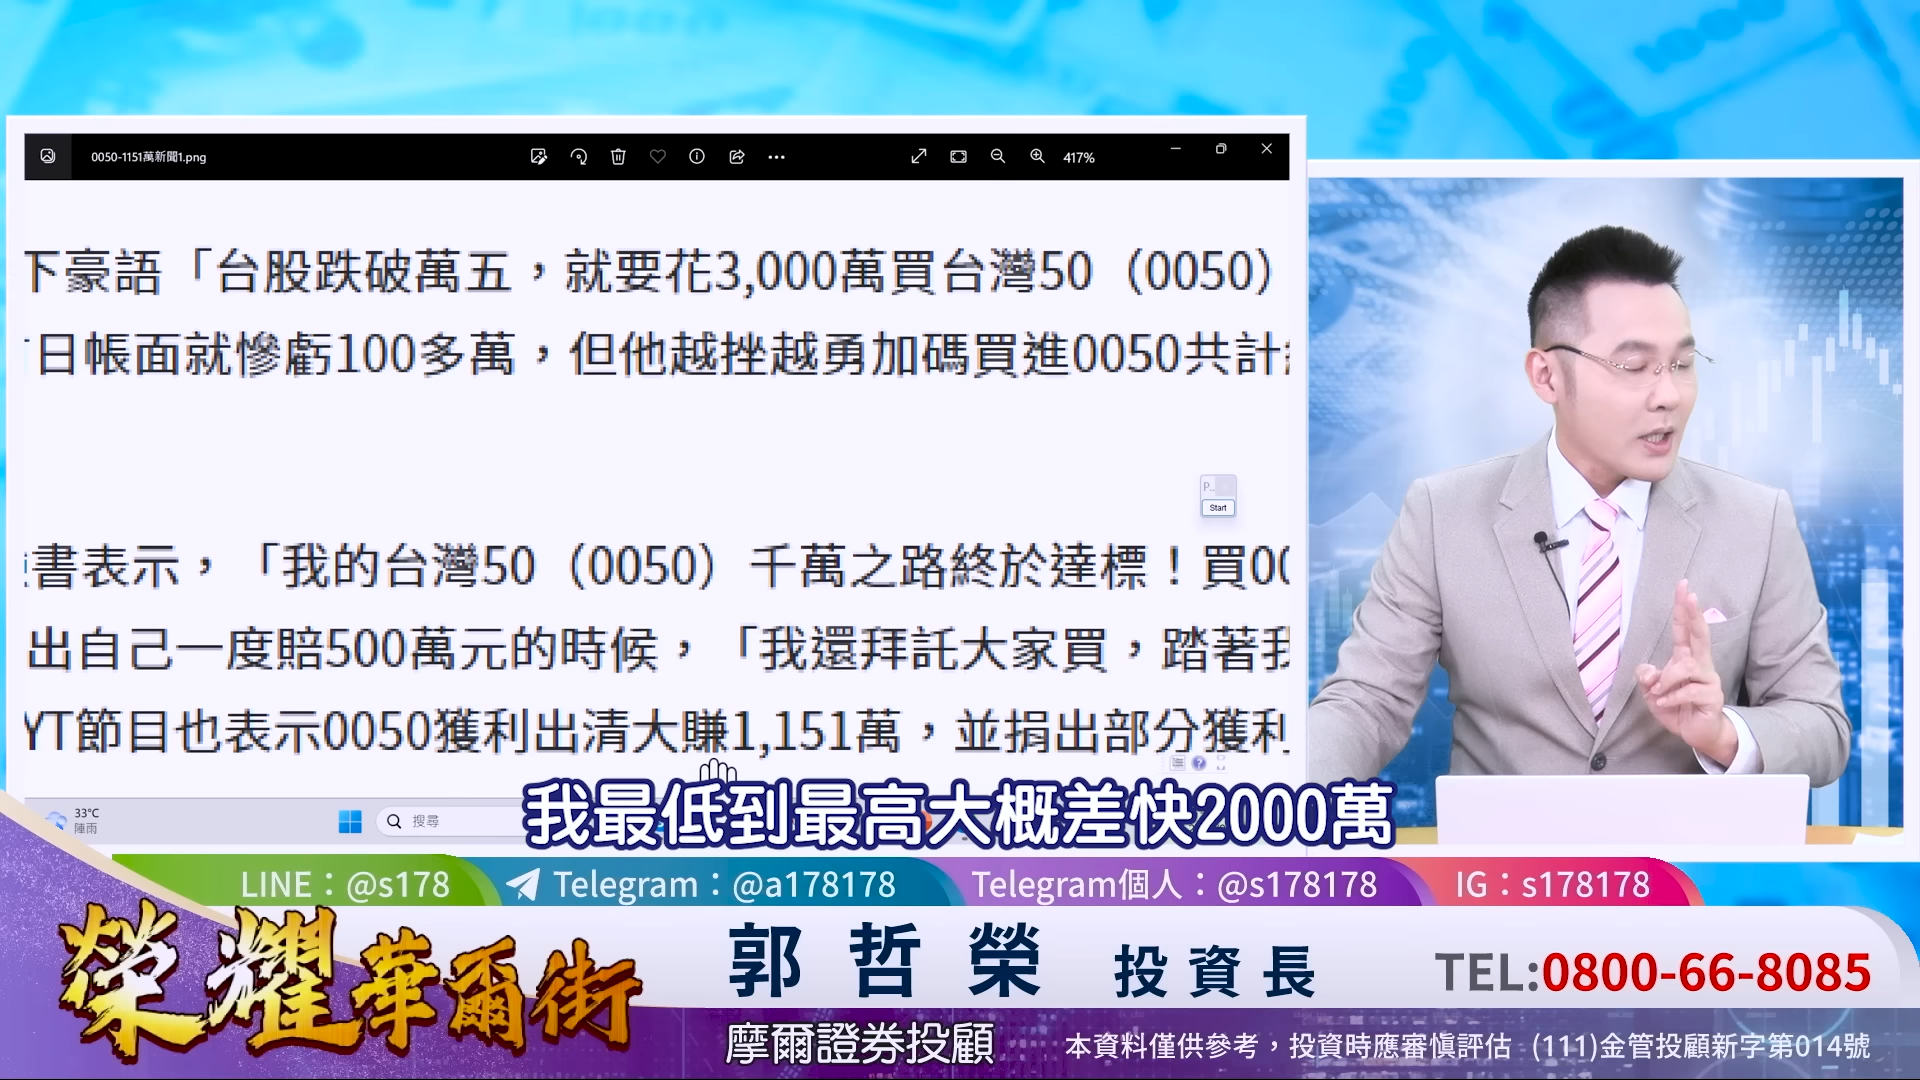 0050-1151萬新聞1.png
417%
下豪語「台股跌破萬五，就要花3,000萬買台灣50（0050）
日帳面就慘虧100多萬，但他越挫越勇加碼買進0050共計
P...
Start
書表示，「我的台灣50（0050）千萬之路終於達標！買00
出自己一度賠500萬元的時候，「我還拜託大家買，踏著我
YT節目也表示0050獲利出清大賺1,151萬，並捐出部分獲利
33°C
陣雨
搜尋
我最低到最高大概差快2000萬
LINE：@s178
Telegram：@a178178
Telegram個人：@s178178
IG：s178178
榮耀華爾街
郭哲榮 投資長
TEL:0800-66-8085
摩爾證券投顧
本資料僅供參考，投資時應審慎評估 (111)金管投顧新字第014號